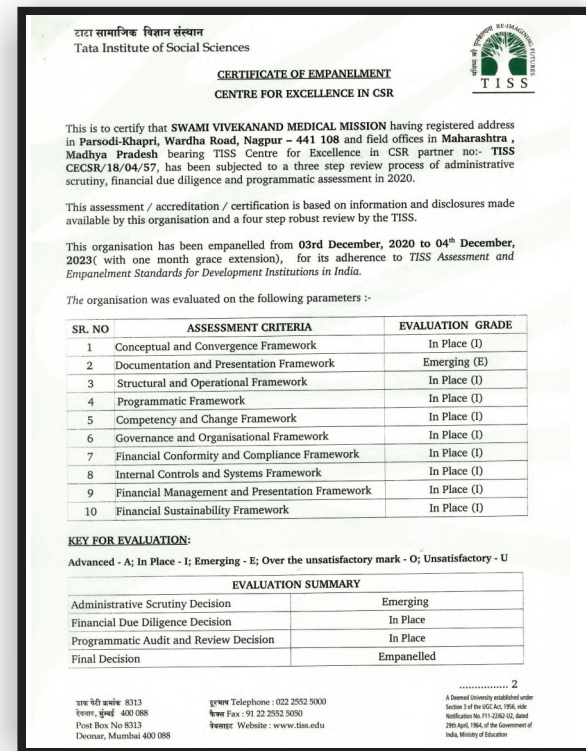 टाटा सामाजिक विज्ञान संस्थान
Tata Institute of Social Sciences
RE-IMAGINING FUTURES
TISS
CERTIFICATE OF EMPANELMENT
CENTRE FOR EXCELLENCE IN CSR
This is to certify that SWAMI VIVEKANAND MEDICAL MISSION having registered address
in Parsodi-Khapri, Wardha Road, Nagpur – 441 108 and field offices in Maharashtra ,
Madhya Pradesh bearing TISS Centre for Excellence in CSR partner no:- TISS
CECSR/18/04/57, has been subjected to a three step review process of administrative
scrutiny, financial due diligence and programmatic assessment in 2020.
This assessment / accreditation / certification is based on information and disclosures made
available by this organisation and a four step robust review by the TISS.
This organisation has been empanelled from 03rd December, 2020 to 04th December,
2023( with one month grace extension), for its adherence to TISS Assessment and
Empanelment Standards for Development Institutions in India.
The organisation was evaluated on the following parameters :-
SR. NO ASSESSMENT CRITERIA EVALUATION GRADE
1 Conceptual and Convergence Framework In Place (I)
2 Documentation and Presentation Framework Emerging (E)
3 Structural and Operational Framework In Place (I)
4 Programmatic Framework In Place (I)
5 Competency and Change Framework In Place (I)
6 Governance and Organisational Framework In Place (I)
7 Financial Conformity and Compliance Framework In Place (I)
8 Internal Controls and Systems Framework In Place (I)
9 Financial Management and Presentation Framework In Place (I)
10 Financial Sustainability Framework In Place (I)
KEY FOR EVALUATION:
Advanced - A; In Place - I; Emerging - E; Over the unsatisfactory mark - O; Unsatisfactory - U
EVALUATION SUMMARY
Administrative Scrutiny Decision Emerging
Financial Due Diligence Decision In Place
Programmatic Audit and Review Decision In Place
Final Decision Empanelled
............... 2
डाक पेटी क्रमांक 8313
देवनार, मुंबई 400 088
Post Box No 8313
Deonar, Mumbai 400 088
दूरभाष Telephone : 022 2552 5000
फैक्स Fax : 91 22 2552 5050
वेबसाइट Website : www.tiss.edu
A Deemed University established under
Section 3 of the UGC Act, 1956, vide
Notification No. F11-22/62-U2, dated
29th April, 1964, of the Government of
India, Ministry of Education